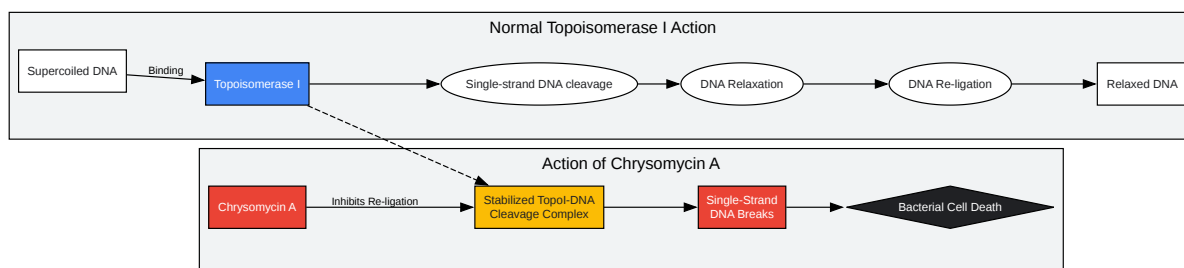 Normal Topoisomerase I Action
Supercoiled DNA
Binding
Topoisomerase I
Single-strand DNA cleavage
DNA Relaxation
DNA Re-ligation
Relaxed DNA
Action of Chrysomycin A
Chrysomycin A
Inhibits Re-ligation
Stabilized TopoI-DNA
Cleavage Complex
Single-Strand
DNA Breaks
Bacterial Cell Death